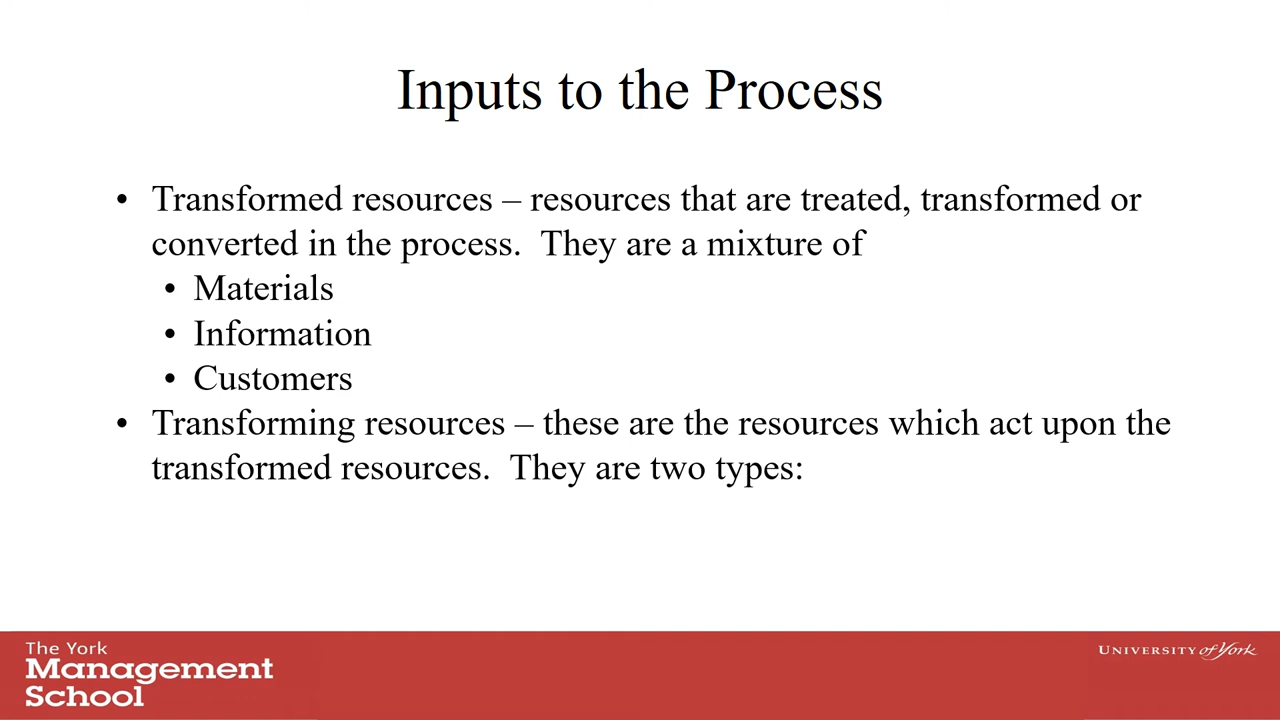 Inputs to the Process
• Transformed resources – resources that are treated, transformed or
converted in the process.  They are a mixture of
• Materials
• Information
• Customers
• Transforming resources – these are the resources which act upon the
transformed resources.  They are two types:
The York
Management
School
UNIVERSITY of York